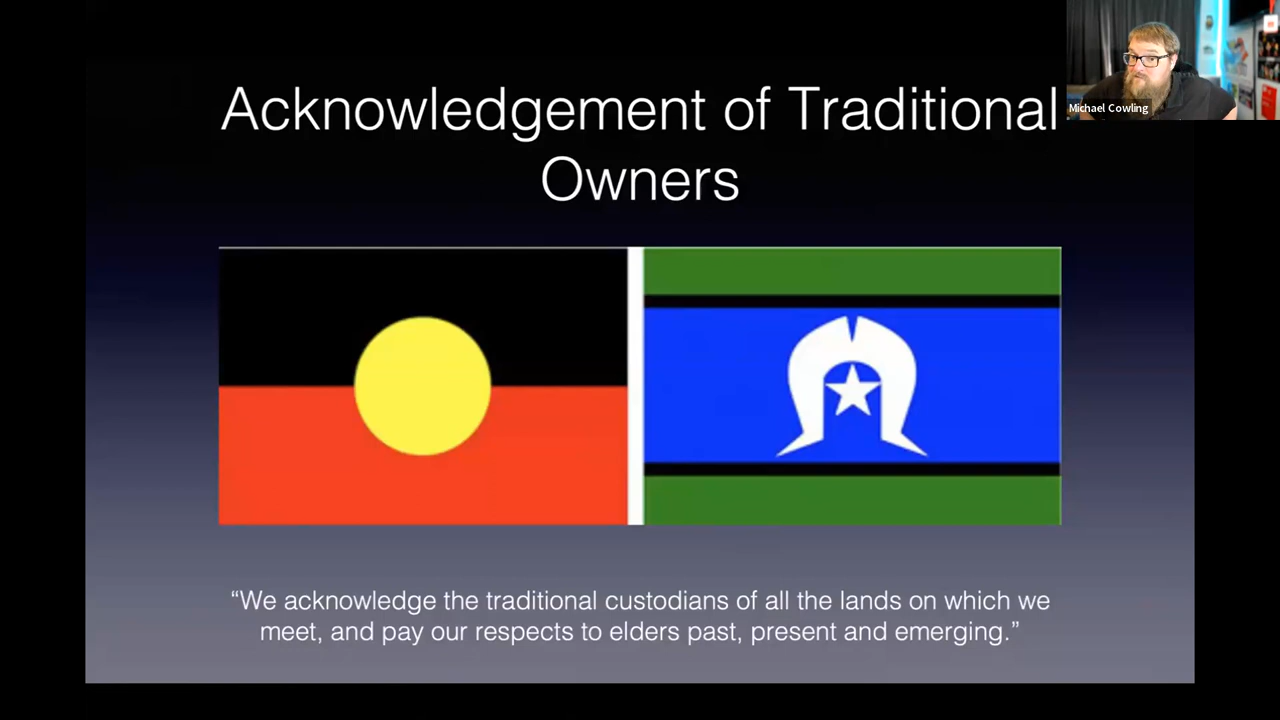 Acknowledgement of Traditional
Owners
Michael Cowling
“We acknowledge the traditional custodians of all the lands on which we
meet, and pay our respects to elders past, present and emerging.”